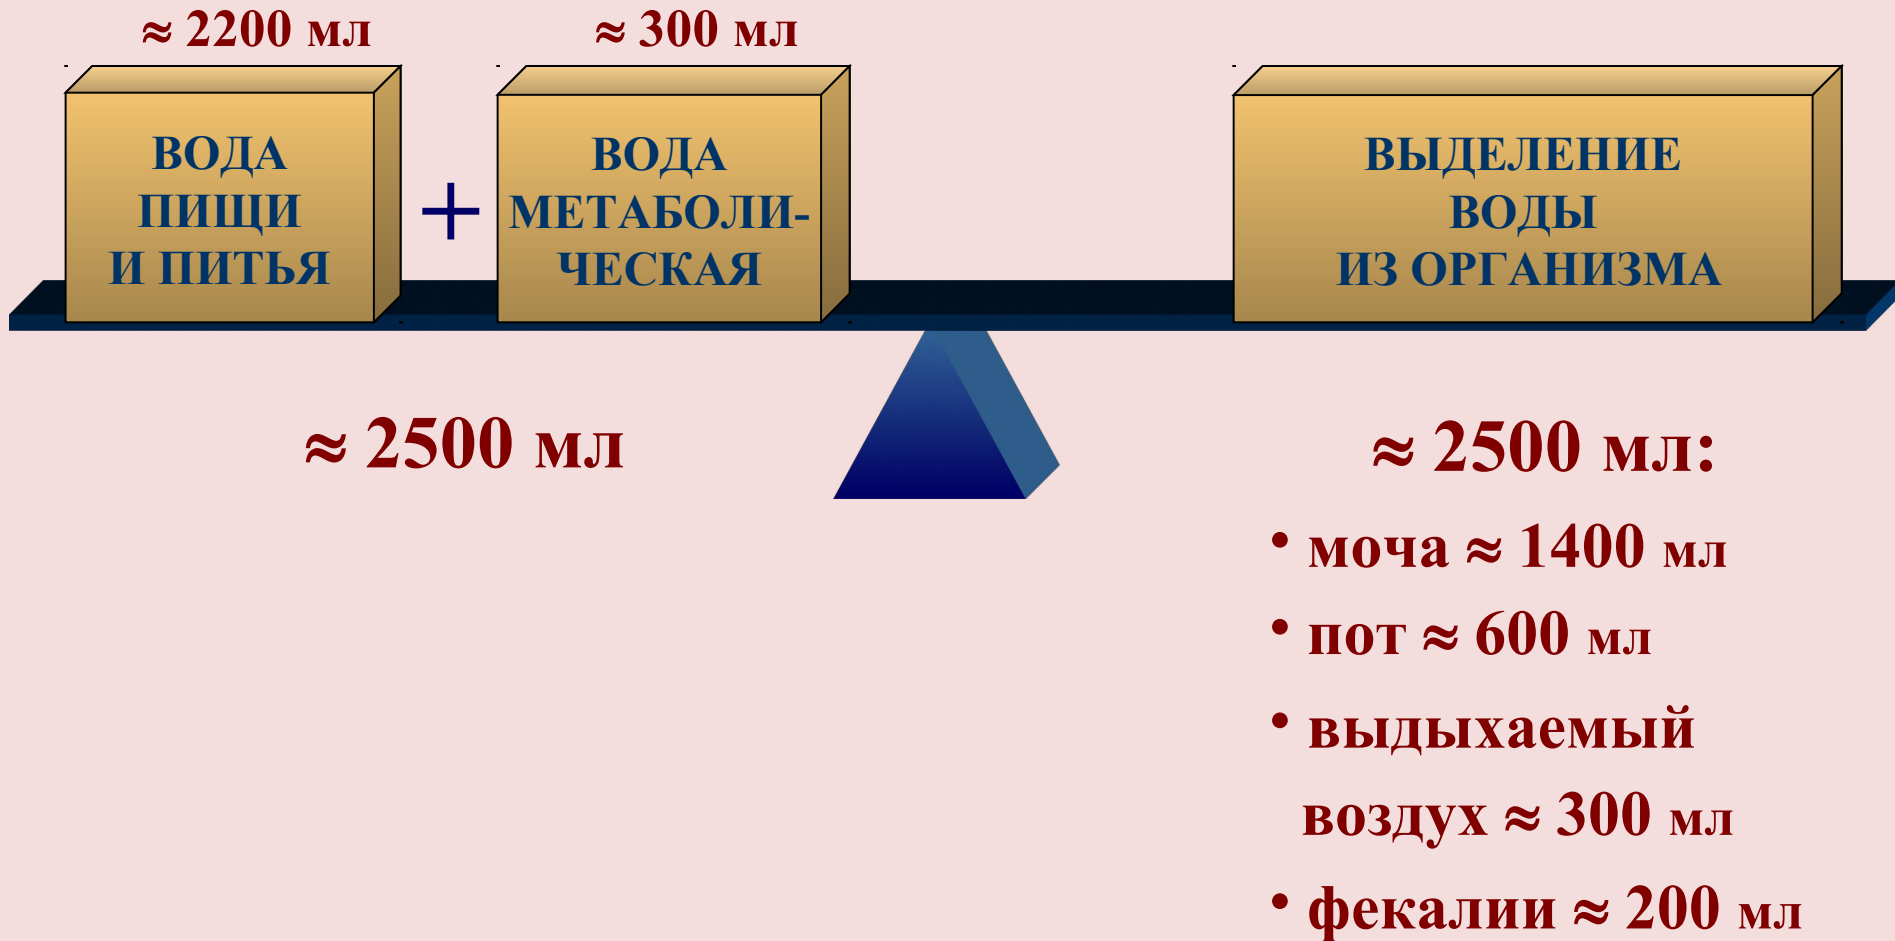 ≈ 2200 мл
≈ 300 мл
ВОДА
ПИЩИ
И ПИТЬЯ
+
ВОДА
МЕТАБОЛИ-
ЧЕСКАЯ
ВЫДЕЛЕНИЕ
ВОДЫ
ИЗ ОРГАНИЗМА
≈ 2500 мл
≈ 2500 мл:
• моча ≈ 1400 мл
• пот ≈ 600 мл
• выдыхаемый
воздух ≈ 300 мл
• фекалии ≈ 200 мл